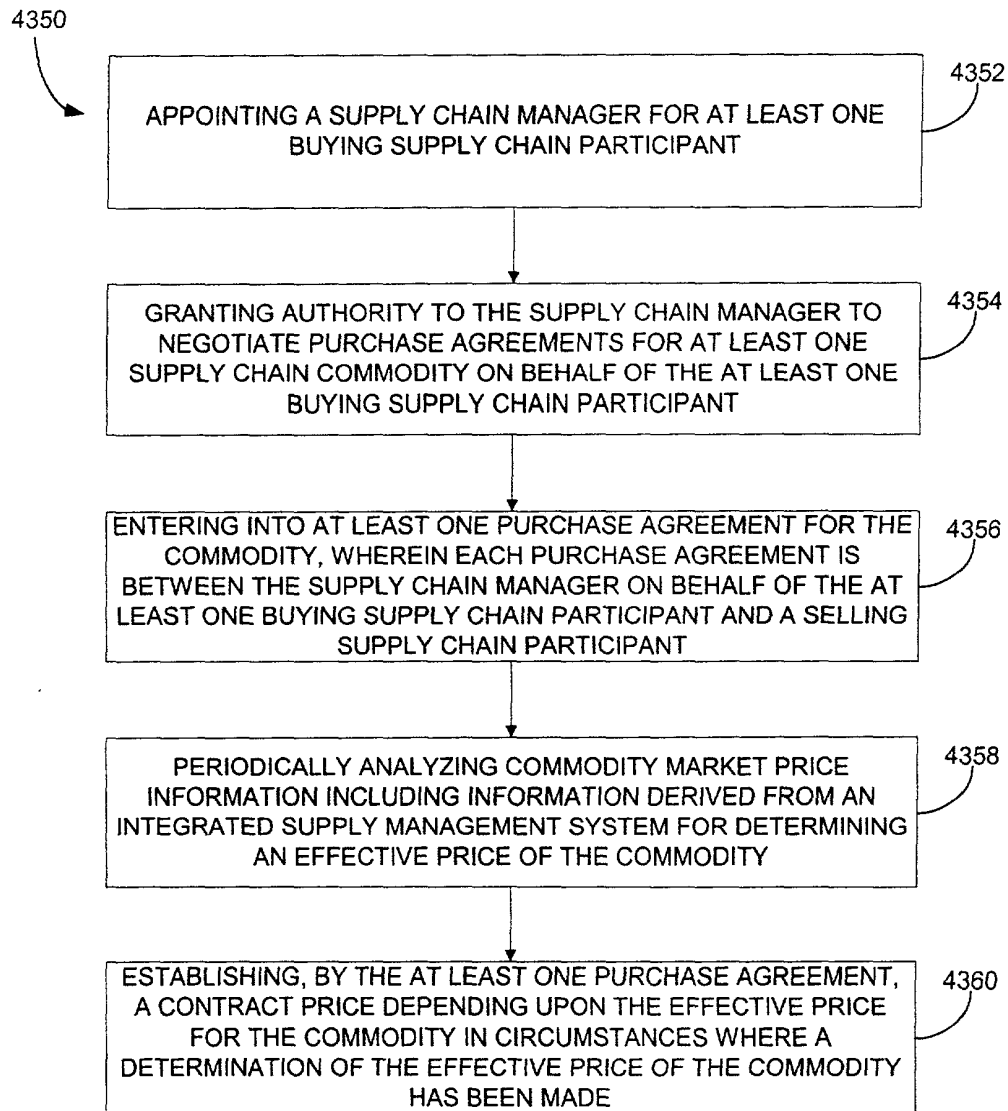 4350
4352
APPOINTING A SUPPLY CHAIN MANAGER FOR AT LEAST ONE
BUYING SUPPLY CHAIN PARTICIPANT
4354
GRANTING AUTHORITY TO THE SUPPLY CHAIN MANAGER TO
NEGOTIATE PURCHASE AGREEMENTS FOR AT LEAST ONE
SUPPLY CHAIN COMMODITY ON BEHALF OF THE AT LEAST ONE
BUYING SUPPLY CHAIN PARTICIPANT
4356
ENTERING INTO AT LEAST ONE PURCHASE AGREEMENT FOR THE
COMMODITY, WHEREIN EACH PURCHASE AGREEMENT IS
BETWEEN THE SUPPLY CHAIN MANAGER ON BEHALF OF THE AT
LEAST ONE BUYING SUPPLY CHAIN PARTICIPANT AND A SELLING
SUPPLY CHAIN PARTICIPANT
4358
PERIODICALLY ANALYZING COMMODITY MARKET PRICE
INFORMATION INCLUDING INFORMATION DERIVED FROM AN
INTEGRATED SUPPLY MANAGEMENT SYSTEM FOR DETERMINING
AN EFFECTIVE PRICE OF THE COMMODITY
4360
ESTABLISHING, BY THE AT LEAST ONE PURCHASE AGREEMENT,
A CONTRACT PRICE DEPENDING UPON THE EFFECTIVE PRICE
FOR THE COMMODITY IN CIRCUMSTANCES WHERE A
DETERMINATION OF THE EFFECTIVE PRICE OF THE COMMODITY
HAS BEEN MADE